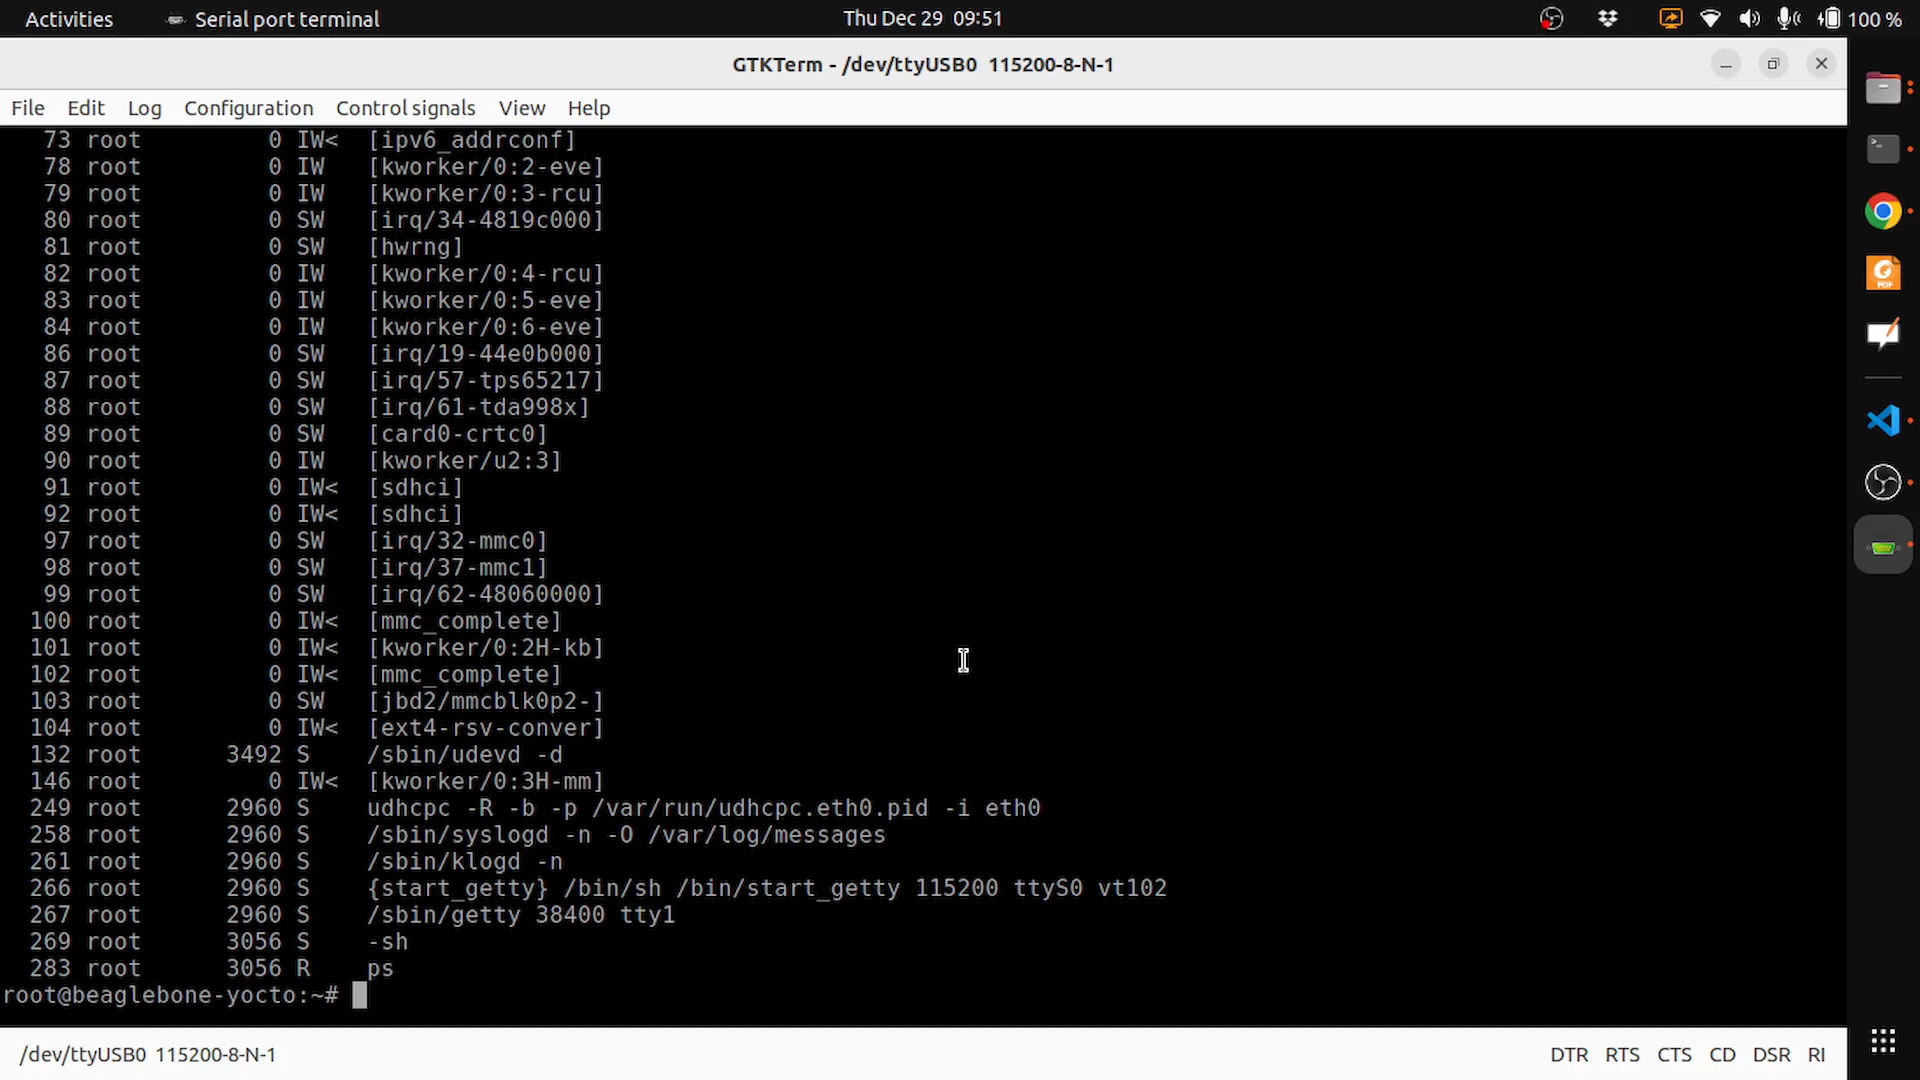 Activities Serial port terminal Thu Dec 29 09:51 100 %
GTKTerm - /dev/ttyUSB0 115200-8-N-1
File Edit Log Configuration Control signals View Help
73 root 0 IW< [ipv6_addrconf]
78 root 0 IW [kworker/0:2-eve]
79 root 0 IW [kworker/0:3-rcu]
80 root 0 SW [irq/34-4819c000]
81 root 0 SW [hwrng]
82 root 0 IW [kworker/0:4-rcu]
83 root 0 IW [kworker/0:5-eve]
84 root 0 IW [kworker/0:6-eve]
86 root 0 SW [irq/19-44e0b000]
87 root 0 SW [irq/57-tps65217]
88 root 0 SW [irq/61-tda998x]
89 root 0 SW [card0-crtc0]
90 root 0 IW [kworker/u2:3]
91 root 0 IW< [sdhci]
92 root 0 IW< [sdhci]
97 root 0 SW [irq/32-mmc0]
98 root 0 SW [irq/37-mmc1]
99 root 0 SW [irq/62-48060000]
100 root 0 IW< [mmc_complete]
101 root 0 IW< [kworker/0:2H-kb]
102 root 0 IW< [mmc_complete]
103 root 0 SW [jbd2/mmcblk0p2-]
104 root 0 IW< [ext4-rsv-conver]
132 root 3492 S /sbin/udevd -d
146 root 0 IW< [kworker/0:3H-mm]
249 root 2960 S udhcpc -R -b -p /var/run/udhcpc.eth0.pid -i eth0
258 root 2960 S /sbin/syslogd -n -O /var/log/messages
261 root 2960 S /sbin/klogd -n
266 root 2960 S {start_getty} /bin/sh /bin/start_getty 115200 ttyS0 vt102
267 root 2960 S /sbin/getty 38400 tty1
269 root 3056 S -sh
283 root 3056 R ps
root@beaglebone-yocto:~#
/dev/ttyUSB0 115200-8-N-1 DTR RTS CTS CD DSR RI
PDF